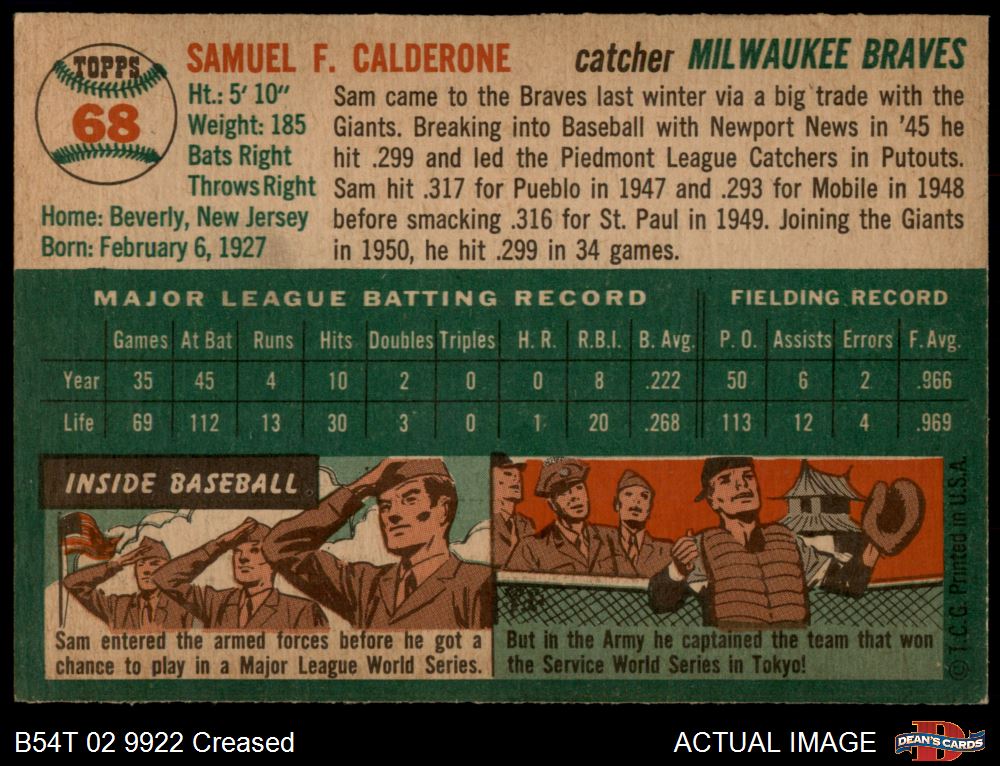 TOPPS
68
SAMUEL F. CALDERONE catcher MILWAUKEE BRAVES
Ht.: 5' 10"
Weight: 185
Bats Right
Throws Right
Home: Beverly, New Jersey
Born: February 6, 1927
Sam came to the Braves last winter via a big trade with the
Giants. Breaking into Baseball with Newport News in '45 he
hit .299 and led the Piedmont League Catchers in Putouts.
Sam hit .317 for Pueblo in 1947 and .293 for Mobile in 1948
before smacking .316 for St. Paul in 1949. Joining the Giants
in 1950, he hit .299 in 34 games.
MAJOR LEAGUE BATTING RECORD FIELDING RECORD
Games At Bat Runs Hits Doubles Triples H. R. R.B.I. B. Avg. P. O. Assists Errors F. Avg.
Year 35 45 4 10 2 0 0 8 .222 50 6 2 .966
Life 69 112 13 30 3 0 1 20 .268 113 12 4 .969
INSIDE BASEBALL
Sam entered the armed forces before he got a
chance to play in a Major League World Series.
But in the Army he captained the team that won
the Service World Series in Tokyo!
© T.C.G. Printed in U.S.A.
B54T 02 9922 Creased
ACTUAL IMAGE
DEAN'S CARDS